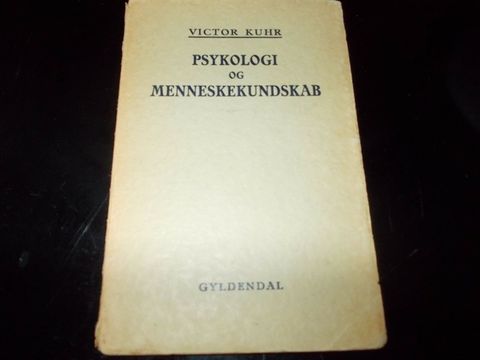 VICTOR KUHR
PSYKOLOGI
OG
MENNESKEKUNDSKAB
GYLDENDAL